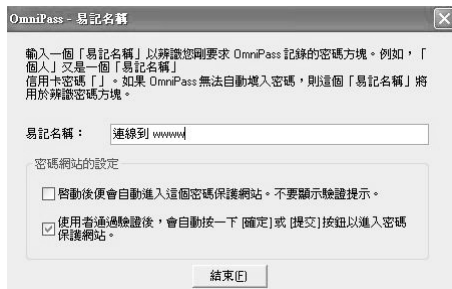 OmniPass - 易記名稱
輸入一個「易記名稱」以辨識您剛要求 OmniPass 記錄的密碼方塊。例如，「
個人」又是一個「易記名稱」
信用卡密碼「」。如果 OmniPass 無法自動填入密碼，則這個「易記名稱」將
用於辨識密碼方塊。
易記名稱：
連線到 wwww
密碼網站的設定
啓動後便會自動進入這個密碼保護網站。不要顯示驗證提示。
使用者通過驗證後，會自動按一下 [確定] 或 [提交] 按鈕以進入密碼
保護網站。
結束[F]